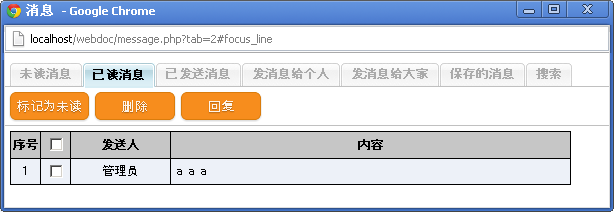 消息 - Google Chrome
localhost/webdoc/message.php?tab=2#focus_line
未读消息 已读消息 已发送消息 发消息给个人 发消息给大家 保存的消息 搜索
标记为未读 删除 回复
序号 发送人 内容
1 管理员 a a a